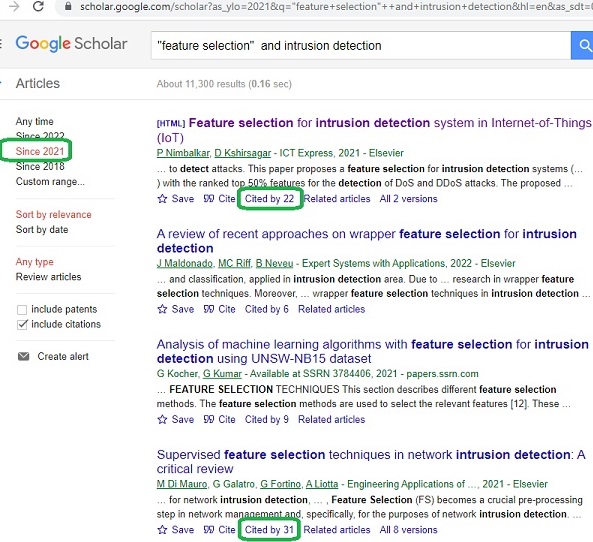 scholar.google.com/scholar?as_ylo=2021&q="feature+selection"++and+intrusion+detection&hl=en&as_sdt=0
Google Scholar
"feature selection"  and intrusion detection
Articles
About 11,300 results (0.16 sec)
Any time
Since 2022
Since 2021
Since 2018
Custom range...
Sort by relevance
Sort by date
Any type
Review articles
include patents
include citations
Create alert
[HTML] Feature selection for intrusion detection system in Internet-of-Things
(IoT)
P Nimbalkar, D Kshirsagar - ICT Express, 2021 - Elsevier
… to detect attacks. This paper proposes a feature selection for intrusion detection systems (…
) with the ranked top 50% features for the detection of DoS and DDoS attacks. The proposed …
Save Cite Cited by 22 Related articles All 2 versions
A review of recent approaches on wrapper feature selection for intrusion
detection
J Maldonado, MC Riff, B Neveu - Expert Systems with Applications, 2022 - Elsevier
… and classification, applied in intrusion detection area. Due to … research in wrapper feature
selection techniques. Moreover, … wrapper feature selection techniques in intrusion detection …
Save Cite Cited by 6 Related articles
Analysis of machine learning algorithms with feature selection for intrusion
detection using UNSW-NB15 dataset
G Kocher, G Kumar - Available at SSRN 3784406, 2021 - papers.ssrn.com
… FEATURE SELECTION TECHNIQUES This section describes different feature selection
methods. The feature selection methods are used to select the relevant features [12]. These …
Save Cite Cited by 9 Related articles
Supervised feature selection techniques in network intrusion detection: A
critical review
M Di Mauro, G Galatro, G Fortino, A Liotta - Engineering Applications of …, 2021 - Elsevier
… for network intrusion detection, … , Feature Selection (FS) becomes a crucial pre-processing
step in network management and, specifically, for the purposes of network intrusion detection. …
Save Cite Cited by 31 Related articles All 8 versions